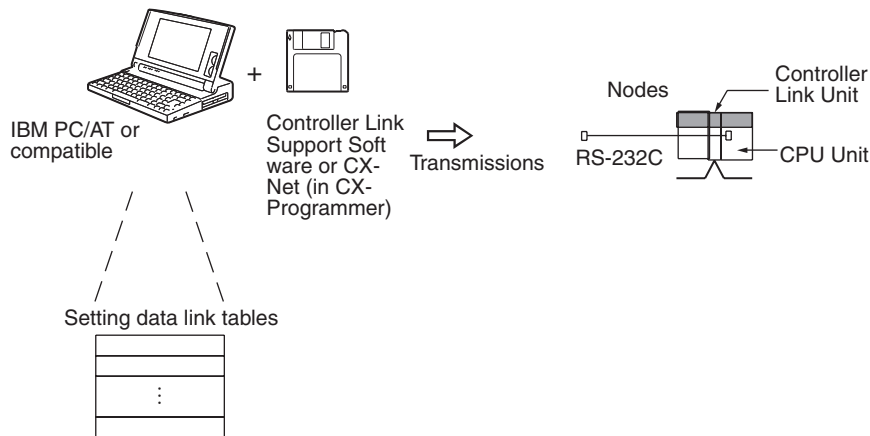 +
IBM PC/AT or
compatible
Controller Link
Support Soft
ware or CX-
Net (in CX-
Programmer)
Transmissions
Nodes
Controller
Link Unit
RS-232C
CPU Unit
Setting data link tables